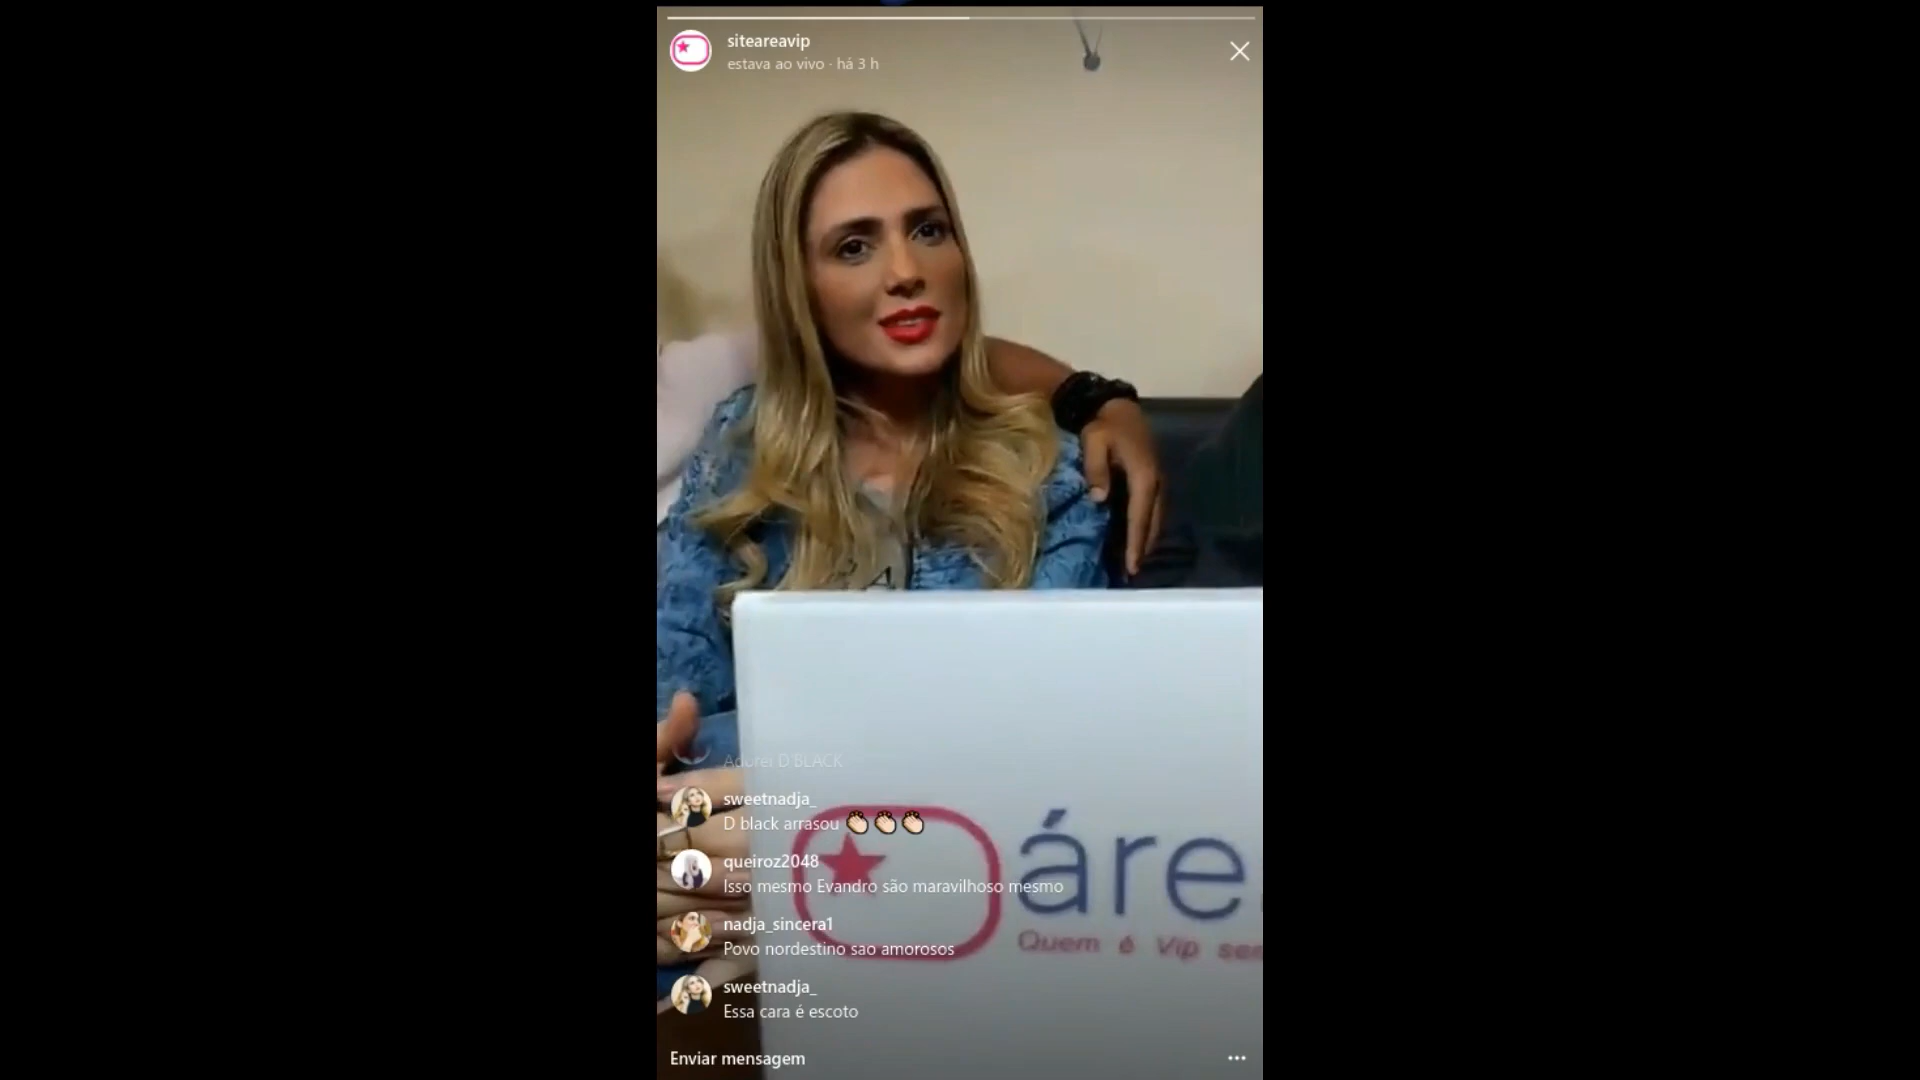 siteareavip
estava ao vivo · há 3 h
Adorei D'BLACK
sweetnadja_
D black arrasou 👏🏻👏🏻👏🏻
queiroz2048
Isso mesmo Evandro são maravilhoso mesmo
nadja_sincera1
Povo nordestino sao amorosos
sweetnadja_
Essa cara é escoto
Enviar mensagem
áre
Quem é Vip